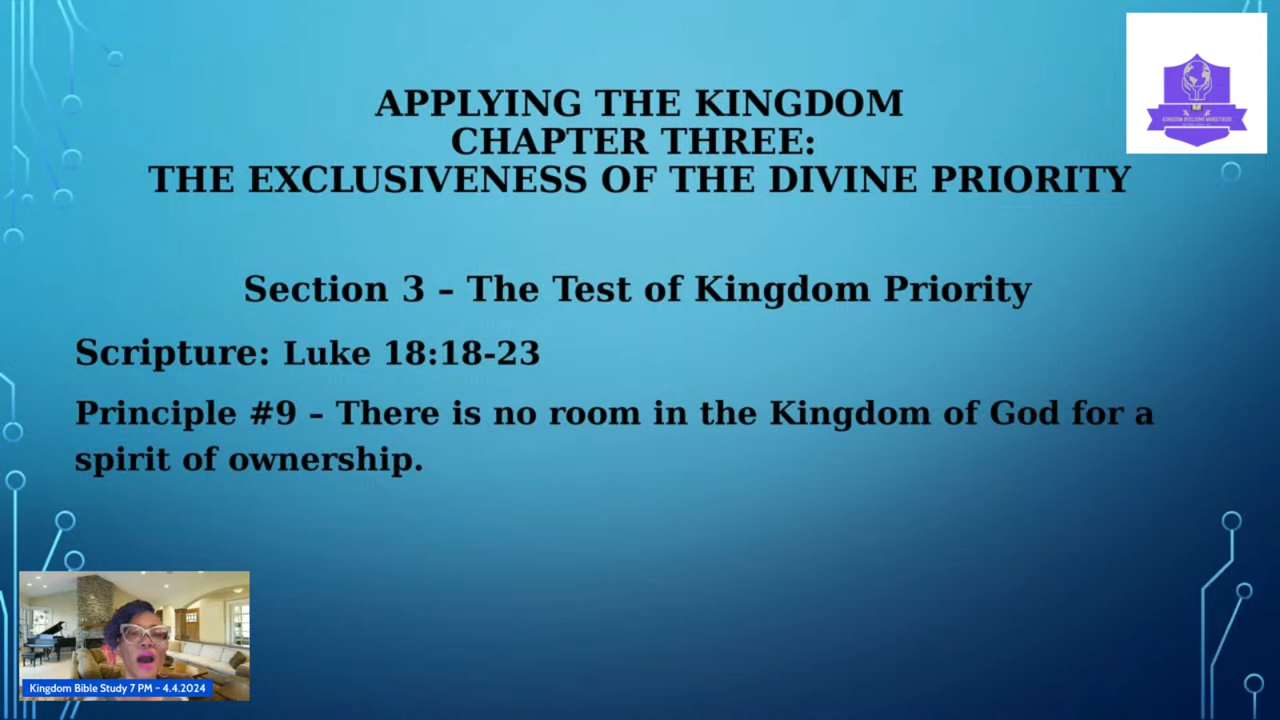 APPLYING THE KINGDOM
CHAPTER THREE:
THE EXCLUSIVENESS OF THE DIVINE PRIORITY
Section 3 – The Test of Kingdom Priority
Scripture: Luke 18:18-23
Principle #9 – There is no room in the Kingdom of God for a
spirit of ownership.
Kingdom Bible Study 7 PM - 4.4.2024